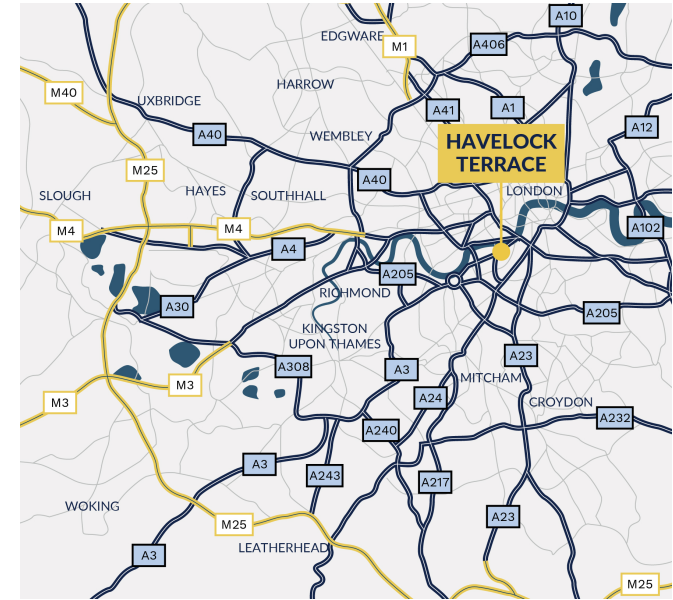 A10
EDGWARE
M1
A406
HARROW
M40
UXBRIDGE
A41
A1
A12
A40
WEMBLEY
HAVELOCK
TERRACE
M25
A40
SLOUGH
HAYES
SOUTHHALL
LONDON
M4
M4
A102
A4
A205
RICHMOND
A30
A205
KINGSTON
UPON THAMES
A23
A308
A3
MITCHAM
M3
M3
A24
CROYDON
A232
A240
A3
A243
A217
WOKING
A23
M25
LEATHERHEAD
A3
M25